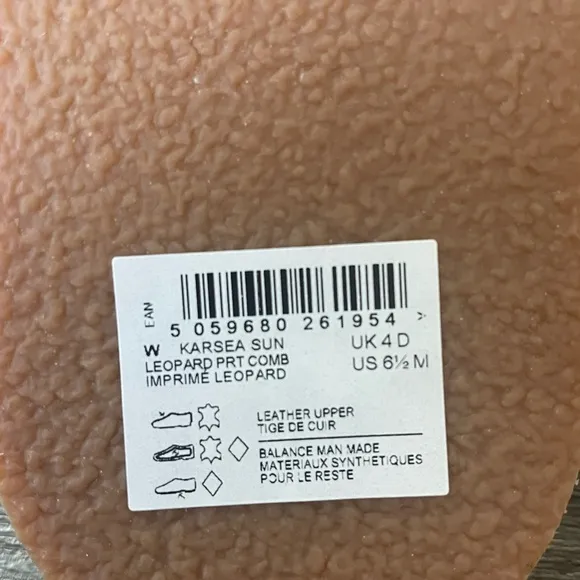 EAN
5 059680 261954 A
W KARSEA SUN UK 4 D
LEOPARD PRT COMB US 6½ M
IMPRIMÉ LEOPARD
LEATHER UPPER
TIGE DE CUIR
BALANCE MAN MADE
MATERIAUX SYNTHETIQUES
POUR LE RESTE